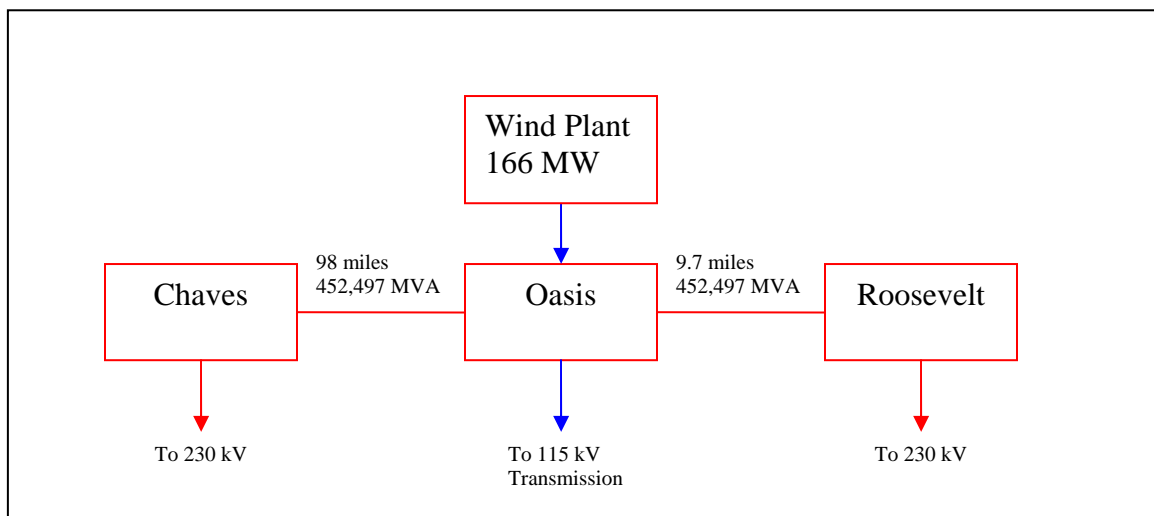 Wind Plant
166 MW
98 miles
452,497 MVA
9.7 miles
452,497 MVA
Chaves
Oasis
Roosevelt
To 230 kV
To 115 kV
Transmission
To 230 kV